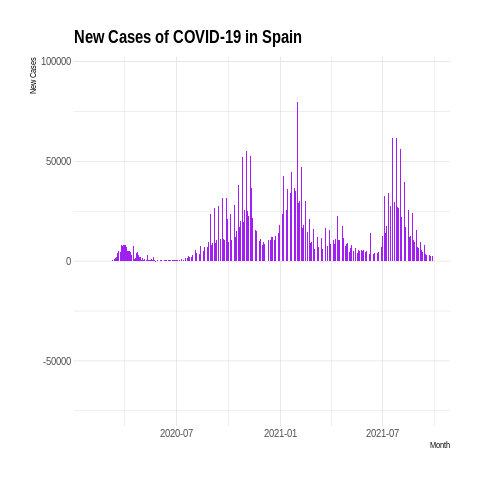 New Cases of COVID-19 in Spain
New Cases
100000
50000
0
-50000
2020-07 2021-01 2021-07
Month